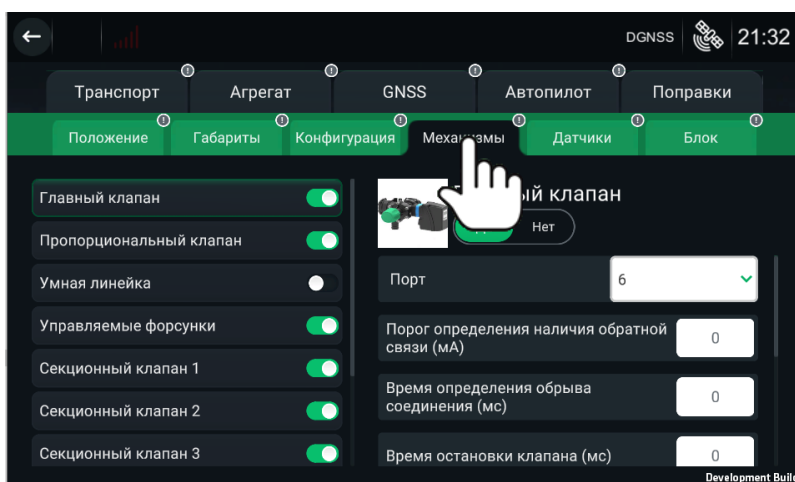 DGNSS 21:32
Транспорт Агрегат GNSS Автопилот Поправки
Положение Габариты Конфигурация Механизмы Датчики Блок
Главный клапан
Пропорциональный клапан
Умная линейка
Управляемые форсунки
Секционный клапан 1
Секционный клапан 2
Секционный клапан 3
клапан
Нет
Порт 6
Порог определения наличия обратной
связи (мА) 0
Время определения обрыва
соединения (мс) 0
Время остановки клапана (мс) 0
Development Build